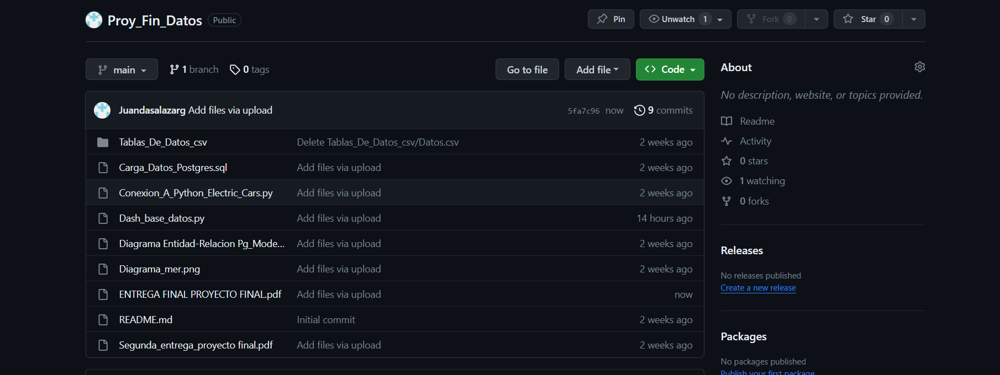 Proy_Fin_Datos Public Pin Unwatch 1 Fork 0 Star 0
main 1 branch 0 tags Go to file Add file Code
Juandasalazarg Add files via upload 5fa7c96 now 9 commits
Tablas_De_Datos_csv Delete Tablas_De_Datos_csv/Datos.csv 2 weeks ago
Carga_Datos_Postgres.sql Add files via upload 2 weeks ago
Conexion_A_Python_Electric_Cars.py Add files via upload 2 weeks ago
Dash_base_datos.py Add files via upload 14 hours ago
Diagrama Entidad-Relacion Pg_Mode... Add files via upload 2 weeks ago
Diagrama_mer.png Add files via upload 2 weeks ago
ENTREGA FINAL PROYECTO FINAL.pdf Add files via upload now
README.md Initial commit 2 weeks ago
Segunda_entrega_proyecto final.pdf Add files via upload 2 weeks ago
About
No description, website, or topics provided.
Readme
Activity
0 stars
1 watching
0 forks
Releases
No releases published
Create a new release
Packages
No packages published
Publish your first package